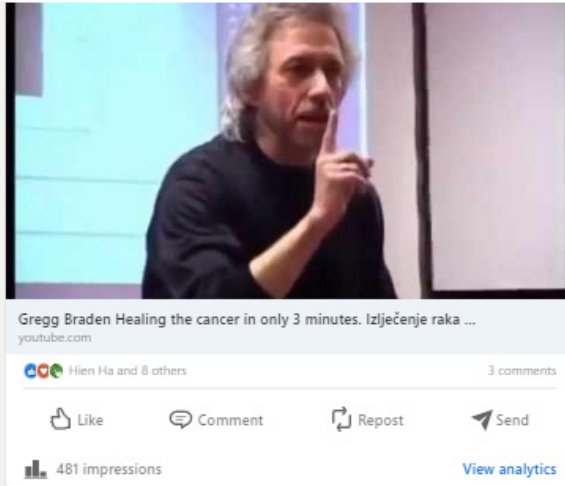 Gregg Braden Healing the cancer in only 3 minutes. Izlječenje raka ...
youtube.com
Hien Ha and 8 others 3 comments
Like Comment Repost Send
481 impressions View analytics